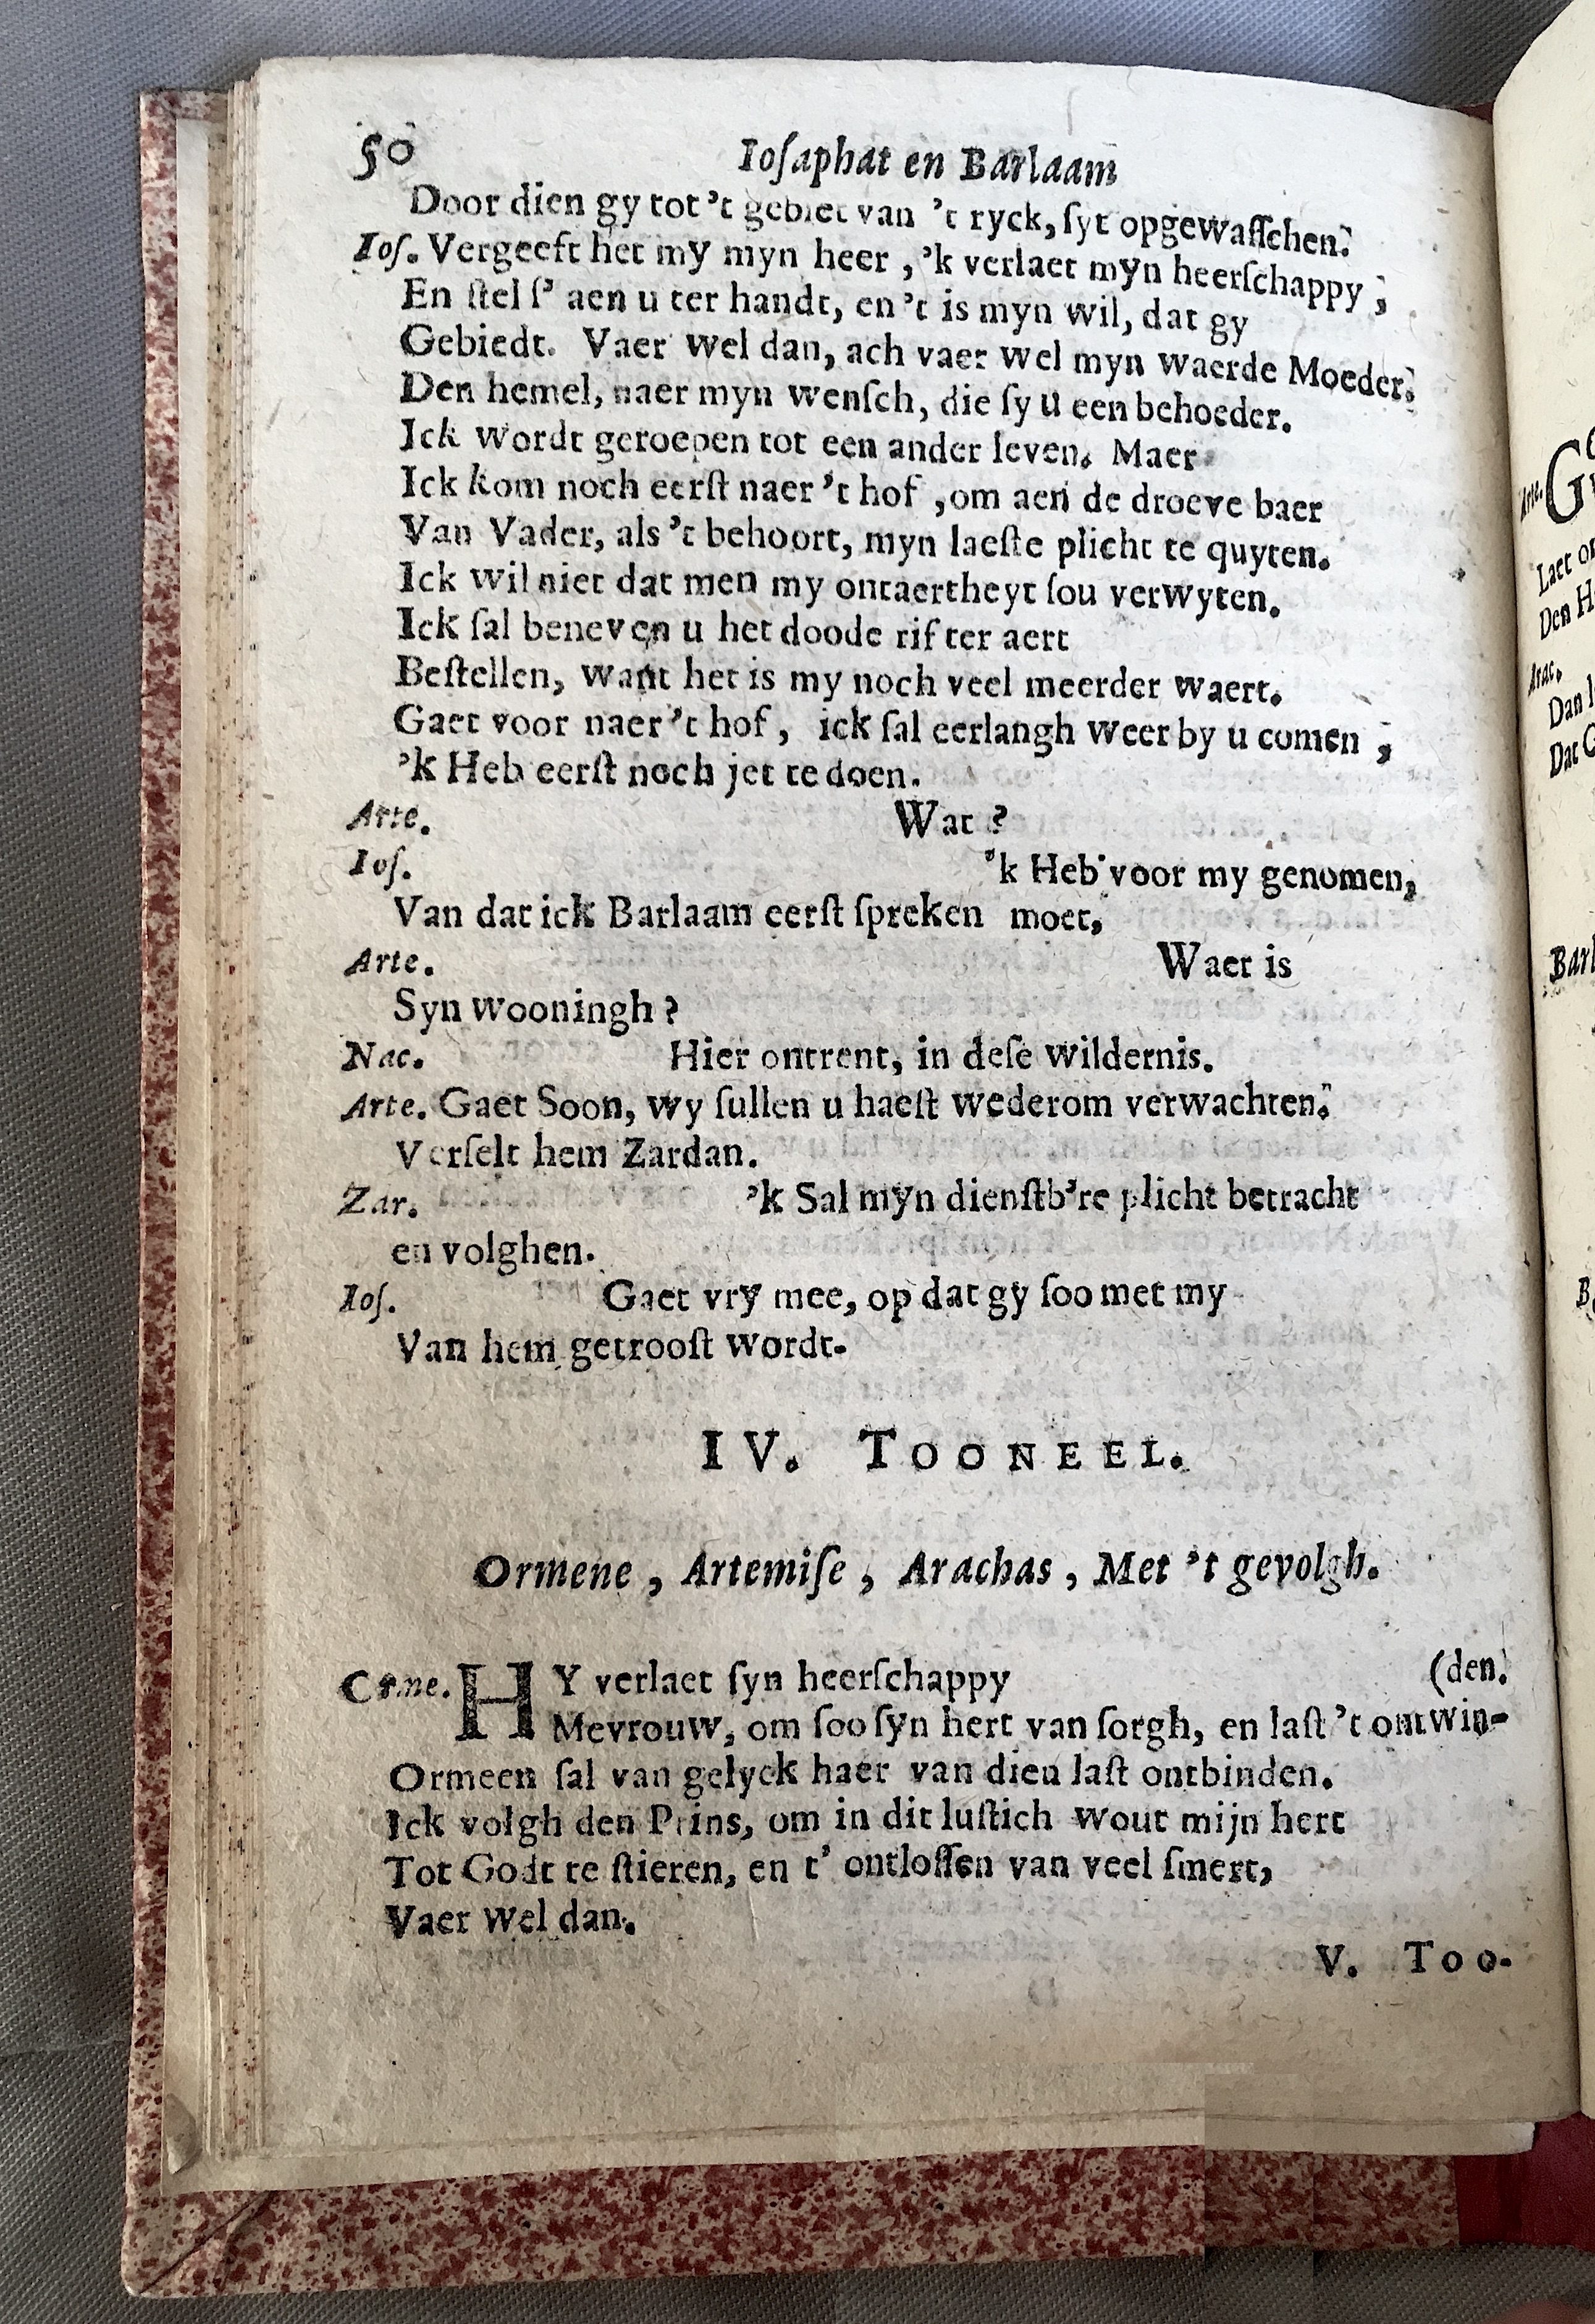 50 Ioſaphat en Barlaam
Door dien gy tot 't gebiet van 't ryck, ſyt opgewaſſchen.
Ioſ. Vergeeft het my myn heer, 'k verlaet myn heerſchappy,
En ſtel ſ' aen u ter handt, en 't is myn wil, dat gy
Gebiedt. Vaer wel dan, ach vaer wel myn waerde Moeder.
Den hemel, naer myn wenſch, die ſy u een behoeder.
Ick wordt geroepen tot een ander leven. Maer
Ick kom noch eerſt naer 't hof, om aen de droeve baer
Van Vader, als 't behoort, myn laeſte plicht te quyten.
Ick wil niet dat men my ontaertheyt ſou verwyten.
Ick ſal beneven u het doode rif ter aert
Beſtellen, want het is my noch veel meerder waert.
Gaet voor naer 't hof, ick ſal eerlangh weer by u comen,
'k Heb eerſt noch jet te doen.
Arte. Wat ?
Ioſ. 'k Heb voor my genomen,
Van dat ick Barlaam eerſt ſpreken moet,
Arte. Waer is
Syn wooningh ?
Nac. Hier ontrent, in deſe wildernis.
Arte. Gaet Soon, wy ſullen u haeſt wederom verwachten.
Verſelt hem Zardan.
Zar. 'k Sal myn dienſtb're plicht betracht
en volghen.
Ioſ. Gaet vry mee, op dat gy ſoo met my
Van hem getrooſt wordt.
IV. TOONEEL.
Ormene, Artemiſe, Arachas, Met 't gevolgh.
Orme. HY verlaet ſyn heerſchappy (den.
Mevrouw, om ſoo ſyn hert van ſorgh, en laſt 't ontwin-
Ormeen ſal van gelyck haer van dien laſt ontbinden.
Ick volgh den Prins, om in dit luſtich wout mijn hert
Tot Godt te ſtieren, en t' ontloſſen van veel ſmert,
Vaer wel dan.
V. Too-
Arte. G
Laet
Den
Arac.
Dan
Dat